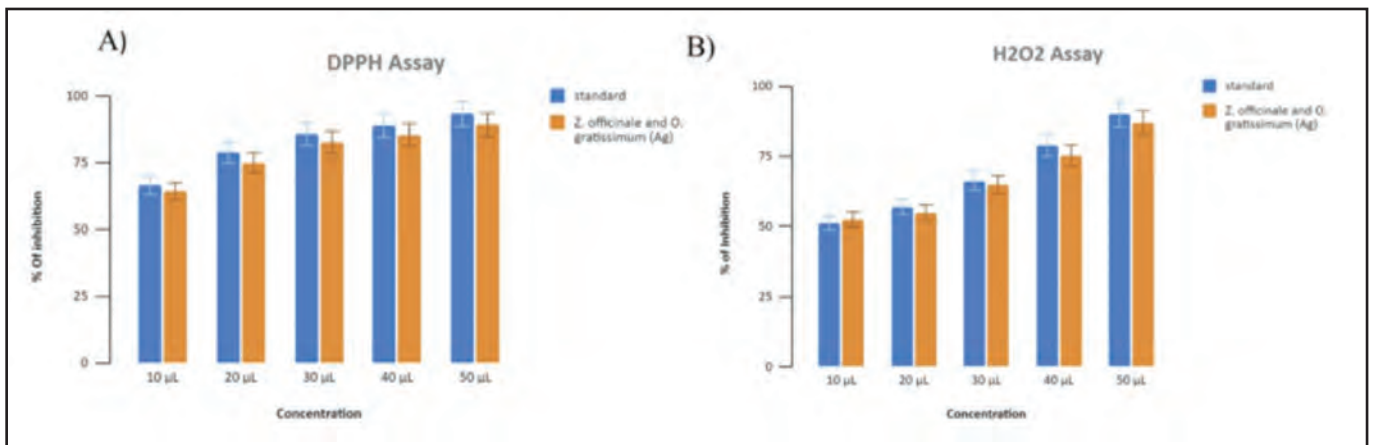 A)
DPPH Assay
% Of inhibition
100
75
50
25
0
10 µL 20 µL 30 µL 40 µL 50 µL
Concentration
standard
Z. officinale and O.
gratissimum (Ag)
B)
H2O2 Assay
% of Inhibition
100
75
50
25
0
10 µL 20 µL 30 µL 40 µL 50 µL
Concentration
standard
Z. officinale and O.
gratissimum (Ag)